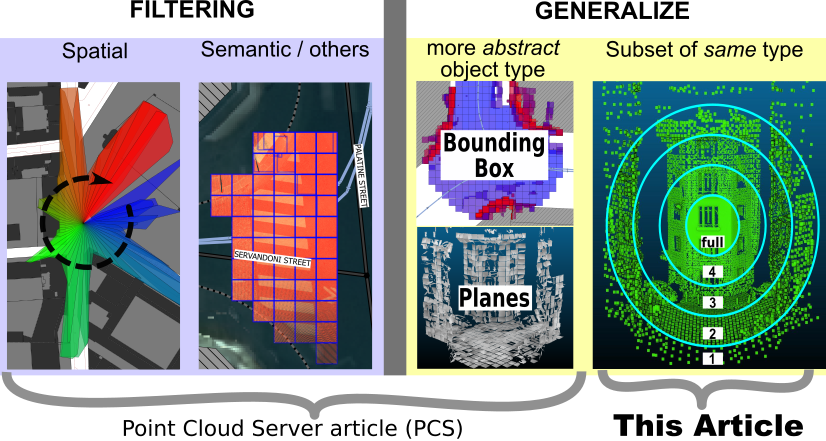 FILTERING
GENERALIZE
Spatial
Semantic / others
more abstract
object type
Subset of same type
PALATINE STREET
SERVANDONI STREET
Bounding
Box
Planes
full
4
3
2
1
Point Cloud Server article (PCS)
This Article